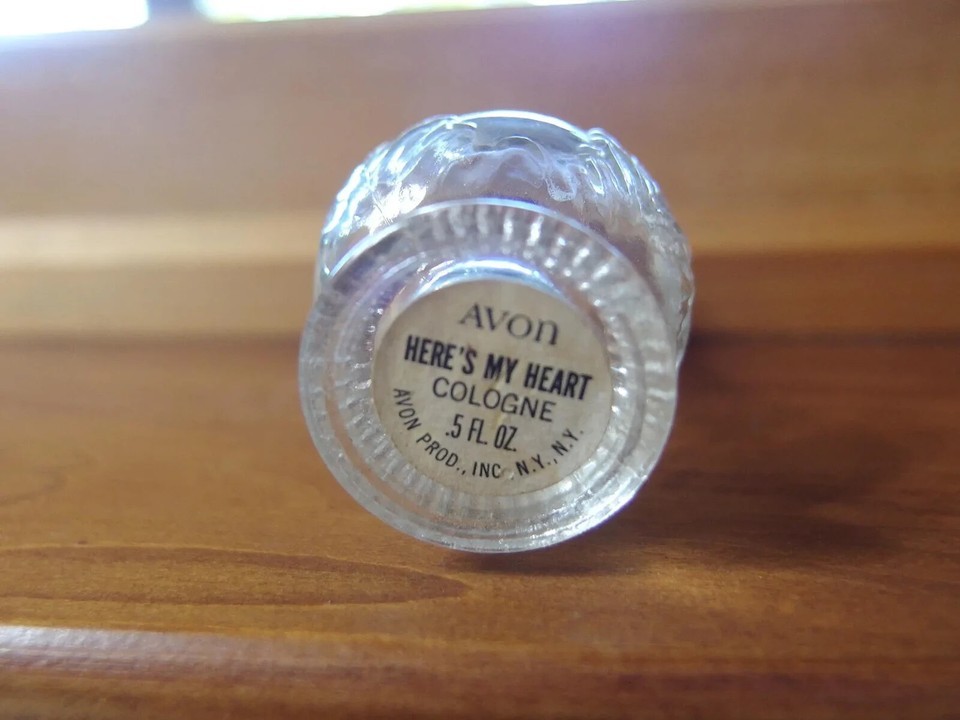 AVON
HERE'S MY HEART
COLOGNE
.5 FL. OZ.
AVON PROD., INC. N.Y., N.Y.